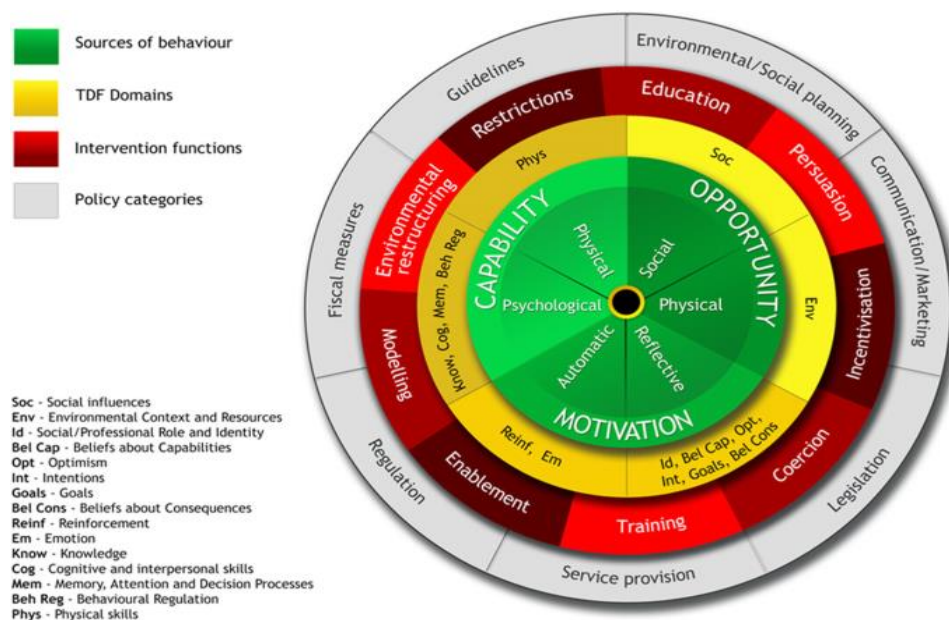 Sources of behaviour
TDF Domains
Intervention functions
Policy categories
Soc - Social influences
Env - Environmental Context and Resources
Id - Social/Professional Role and Identity
Bel Cap - Beliefs about Capabilities
Opt - Optimism
Int - Intentions
Goals - Goals
Bel Cons - Beliefs about Consequences
Reinf - Reinforcement
Em - Emotion
Know - Knowledge
Cog - Cognitive and interpersonal skills
Mem - Memory, Attention and Decision Processes
Beh Reg - Behavioural Regulation
Phys - Physical skills
Guidelines
Environmental/Social planning
Communication/Marketing
Legislation
Service provision
Regulation
Fiscal measures
Restrictions
Education
Persuasion
Incentivisation
Coercion
Training
Enablement
Modelling
Environmental
restructuring
Phys
Soc
Env
Id, Bel Cap, Opt,
Int, Goals, Bel Cons
Reinf, Em
Know, Cog, Mem, Beh Reg
CAPABILITY
OPPORTUNITY
MOTIVATION
Physical
Social
Physical
Reflective
Automatic
Psychological